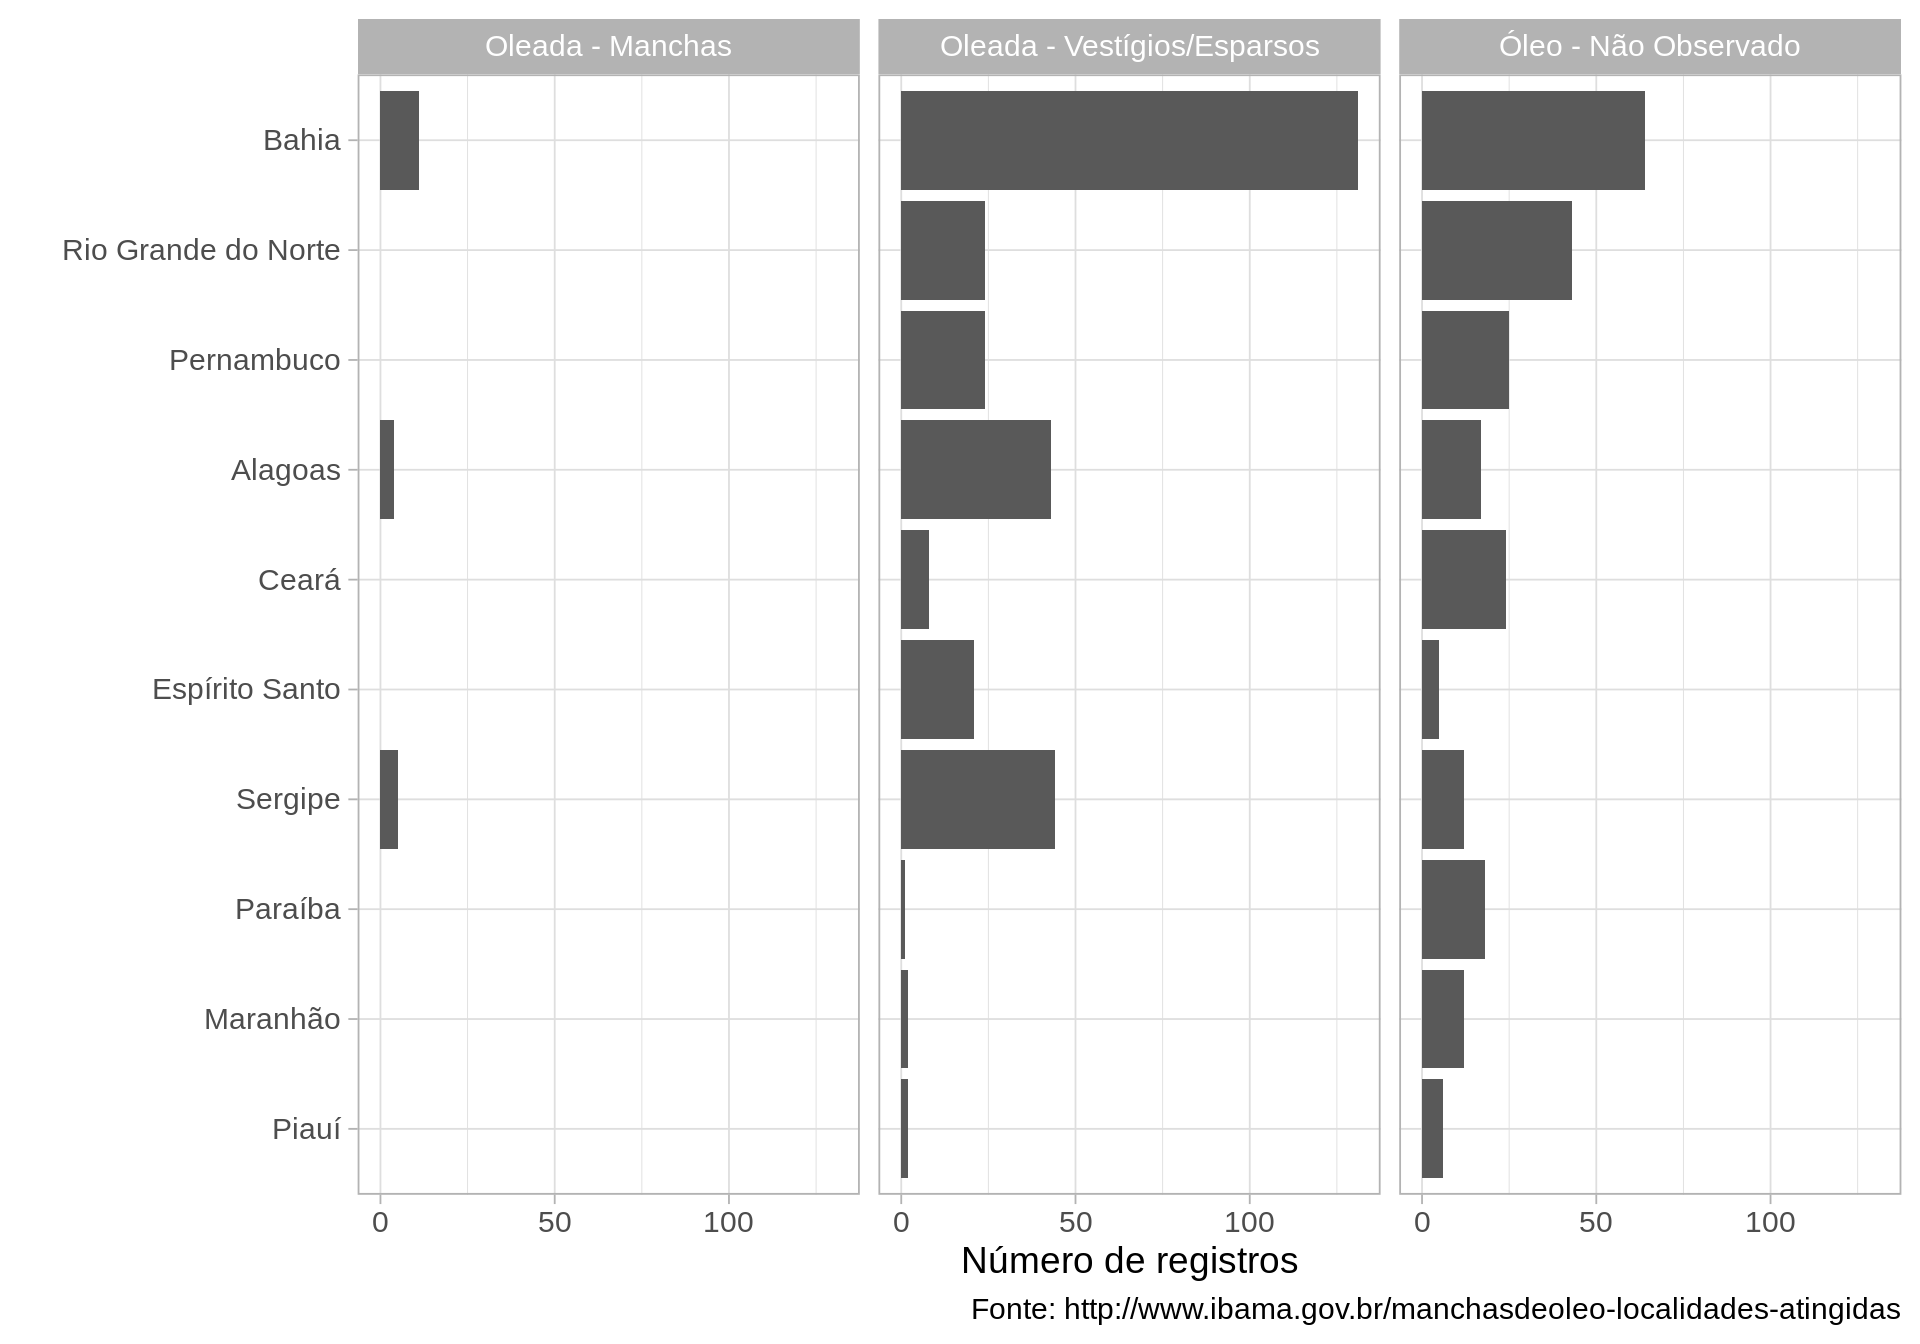 Oleada - Manchas
Oleada - Vestígios/Esparsos
Óleo - Não Observado
Bahia
Rio Grande do Norte
Pernambuco
Alagoas
Ceará
Espírito Santo
Sergipe
Paraíba
Maranhão
Piauí
0 50 100
0 50 100
0 50 100
Número de registros
Fonte: http://www.ibama.gov.br/manchasdeoleo-localidades-atingidas